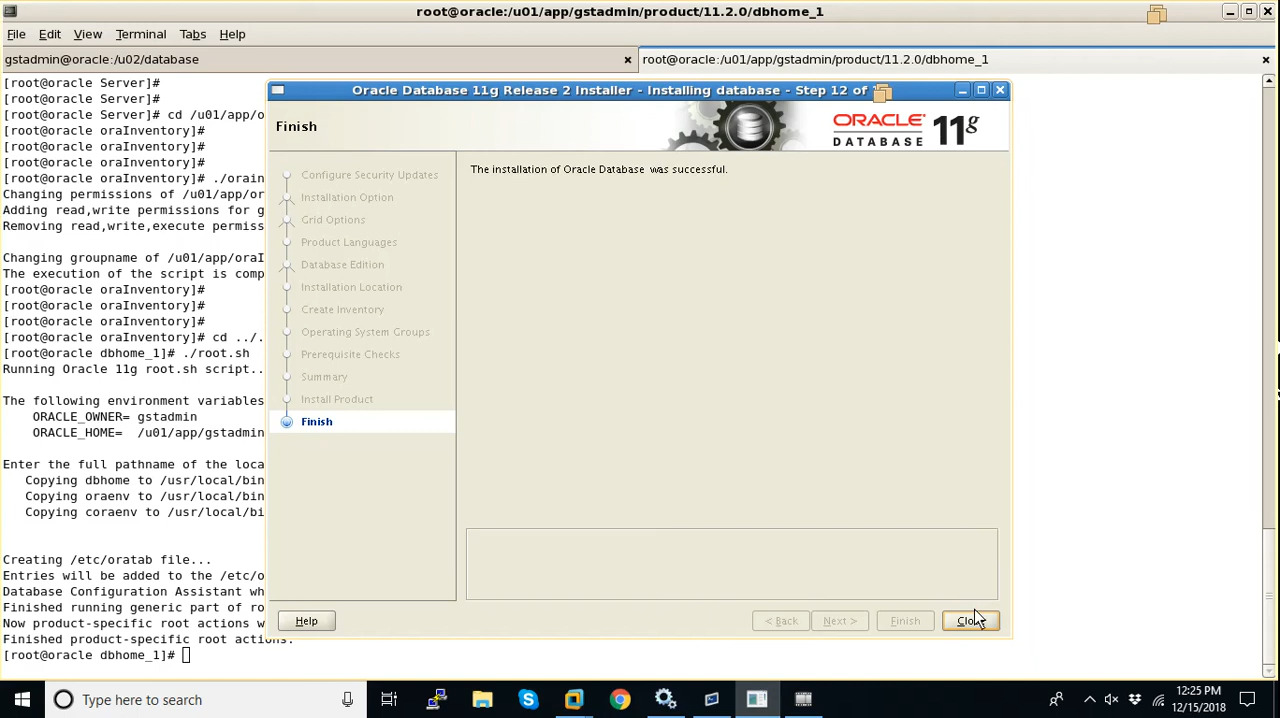 root@oracle:/u01/app/gstadmin/product/11.2.0/dbhome_1
File Edit View Terminal Tabs Help
gstadmin@oracle:/u02/database
root@oracle:/u01/app/gstadmin/product/11.2.0/dbhome_1
[root@oracle Server]#
[root@oracle Server]#
[root@oracle Server]# cd /u01/app/o
[root@oracle oraInventory]#
[root@oracle oraInventory]#
[root@oracle oraInventory]#
[root@oracle oraInventory]# ./orain
Changing permissions of /u01/app/or
Adding read,write permissions for g
Removing read,write,execute permiss
Changing groupname of /u01/app/oraI
The execution of the script is comp
[root@oracle oraInventory]#
[root@oracle oraInventory]#
[root@oracle oraInventory]#
[root@oracle oraInventory]# cd ../.
[root@oracle dbhome_1]# ./root.sh
Running Oracle 11g root.sh script..
The following environment variables
ORACLE_OWNER= gstadmin
ORACLE_HOME= /u01/app/gstadmin
Enter the full pathname of the loca
Copying dbhome to /usr/local/bin
Copying oraenv to /usr/local/bin
Copying coraenv to /usr/local/bin
Creating /etc/oratab file...
Entries will be added to the /etc/o
Database Configuration Assistant wh
Finished running generic part of ro
Now product-specific root actions w
Finished product-specific root actions.
[root@oracle dbhome_1]#
Oracle Database 11g Release 2 Installer - Installing database - Step 12 of
Finish
ORACLE
DATABASE 11g
Configure Security Updates
Installation Option
Grid Options
Product Languages
Database Edition
Installation Location
Create Inventory
Operating System Groups
Prerequisite Checks
Summary
Install Product
Finish
The installation of Oracle Database was successful.
Help
< Back
Next >
Finish
Clo
Type here to search
12:25 PM
12/15/2018